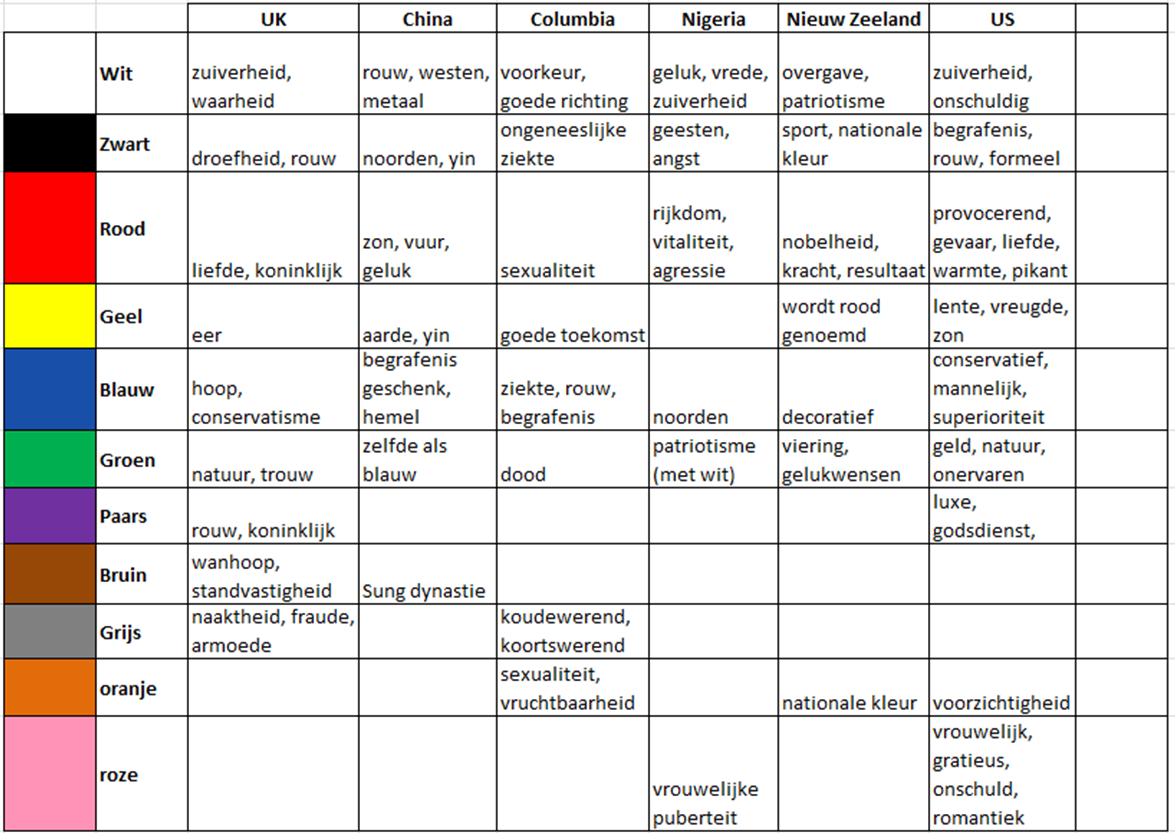 UK China Columbia Nigeria Nieuw Zeeland US
Wit
zuiverheid,
waarheid
rouw, westen,
metaal
voorkeur,
goede richting
geluk, vrede,
zuiverheid
overgave,
patriotisme
zuiverheid,
onschuldig
Zwart
droefheid, rouw
noorden, yin
ongeneeslijke
ziekte
geesten,
angst
sport, nationale
kleur
begrafenis,
rouw, formeel
Rood
liefde, koninklijk
zon, vuur,
geluk
sexualiteit
rijkdom,
vitaliteit,
agressie
nobelheid,
kracht, resultaat
provocerend,
gevaar, liefde,
warmte, pikant
Geel
eer
aarde, yin
goede toekomst
wordt rood
genoemd
lente, vreugde,
zon
Blauw
hoop,
conservatisme
begrafenis
geschenk,
hemel
ziekte, rouw,
begrafenis
noorden
decoratief
conservatief,
mannelijk,
superioriteit
Groen
natuur, trouw
zelfde als
blauw
dood
patriotisme
(met wit)
viering,
gelukwensen
geld, natuur,
onervaren
Paars
rouw, koninklijk
luxe,
godsdienst,
Bruin
wanhoop,
standvastigheid
Sung dynastie
Grijs
naaktheid, fraude,
armoede
koudewerend,
koortswerend
oranje
sexualiteit,
vruchtbaarheid
nationale kleur
voorzichtigheid
roze
vrouwelijke
puberteit
vrouwelijk,
gratieus,
onschuld,
romantiek